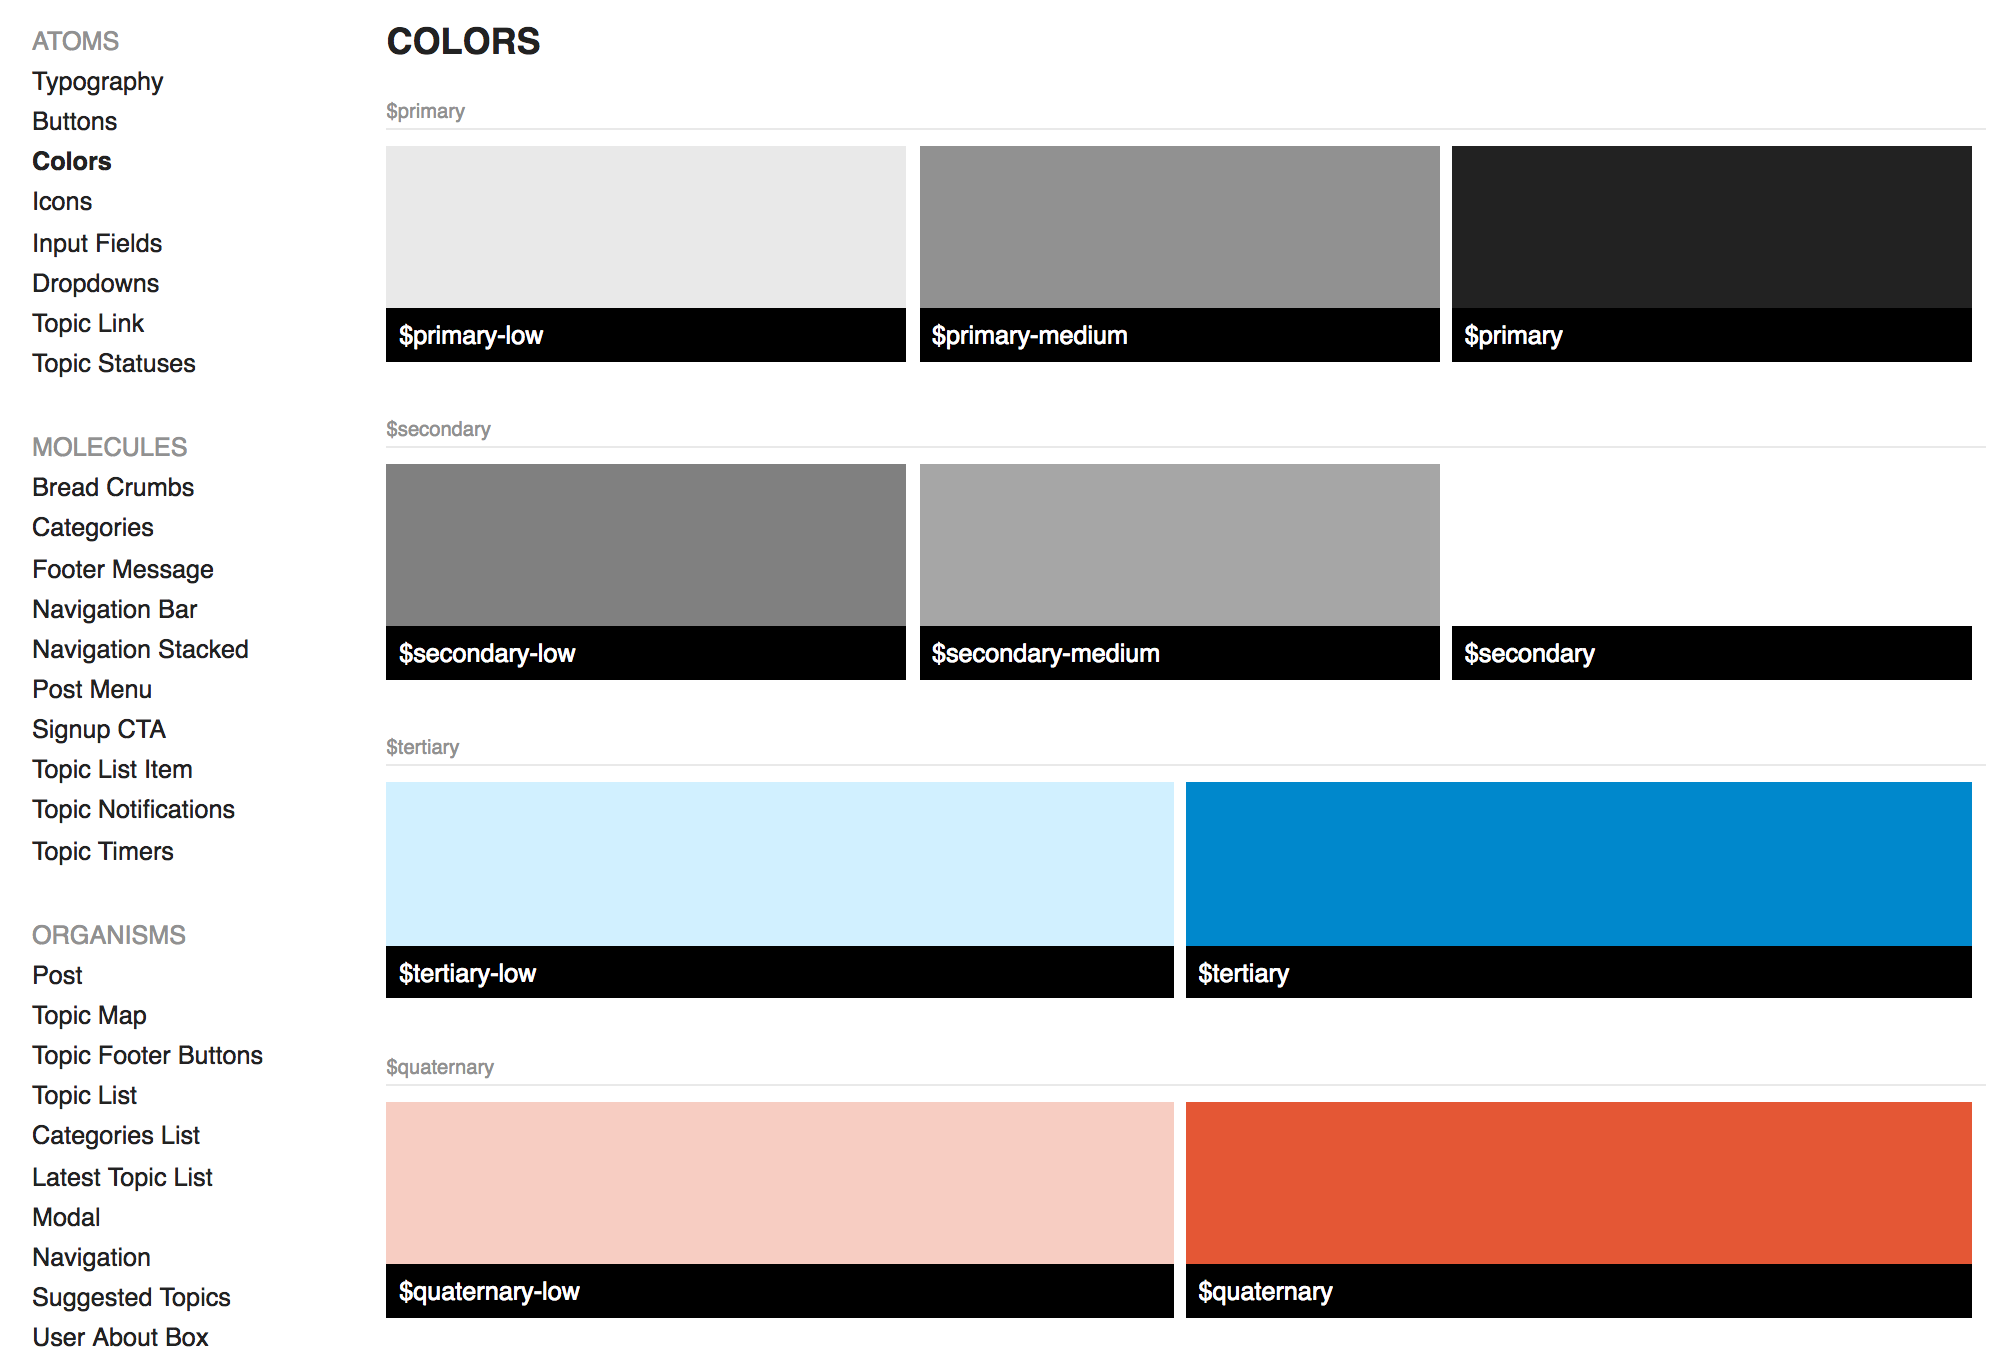 ATOMS
Typography
Buttons
Colors
Icons
Input Fields
Dropdowns
Topic Link
Topic Statuses
MOLECULES
Bread Crumbs
Categories
Footer Message
Navigation Bar
Navigation Stacked
Post Menu
Signup CTA
Topic List Item
Topic Notifications
Topic Timers
ORGANISMS
Post
Topic Map
Topic Footer Buttons
Topic List
Categories List
Latest Topic List
Modal
Navigation
Suggested Topics
User About Box
COLORS
$primary
$primary-low
$primary-medium
$primary
$secondary
$secondary-low
$secondary-medium
$secondary
$tertiary
$tertiary-low
$tertiary
$quaternary
$quaternary-low
$quaternary